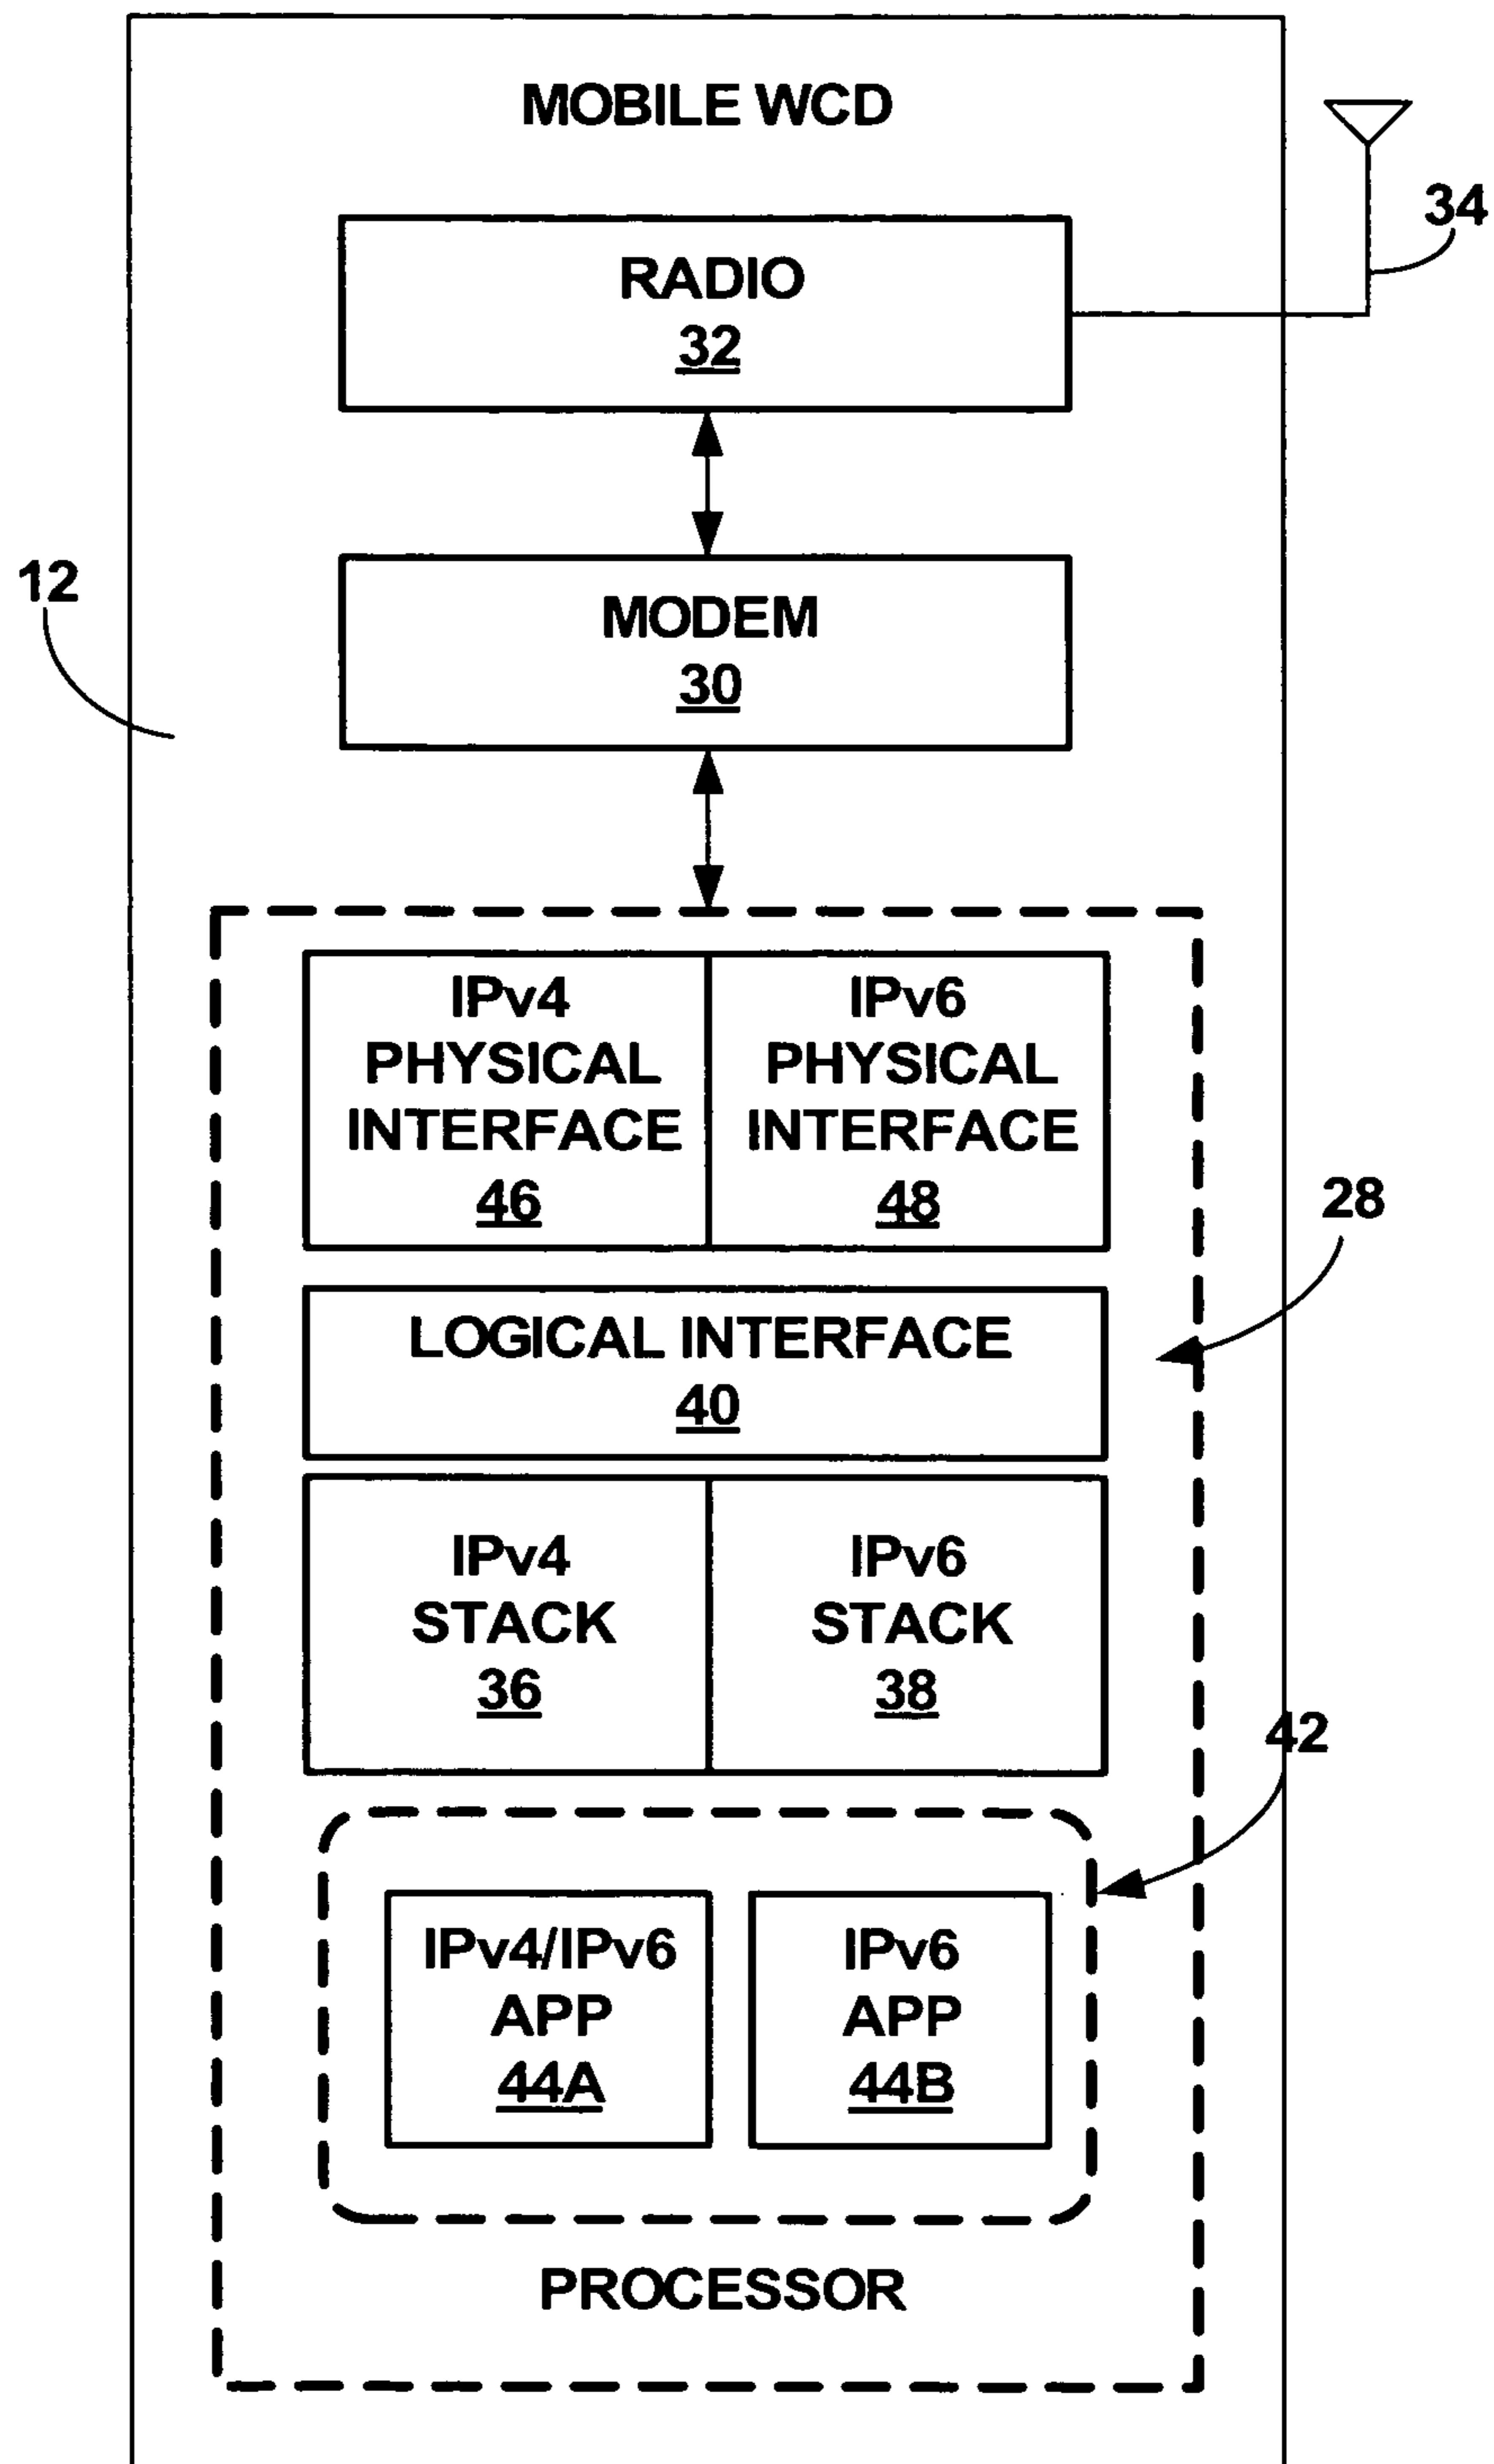 MOBILE WCD
34
RADIO
32
12
MODEM
30
IPv4
PHYSICAL
INTERFACE
46
IPv6
PHYSICAL
INTERFACE
48
28
LOGICAL INTERFACE
40
IPv4
STACK
36
IPv6
STACK
38
42
IPv4/IPv6
APP
44A
IPv6
APP
44B
PROCESSOR